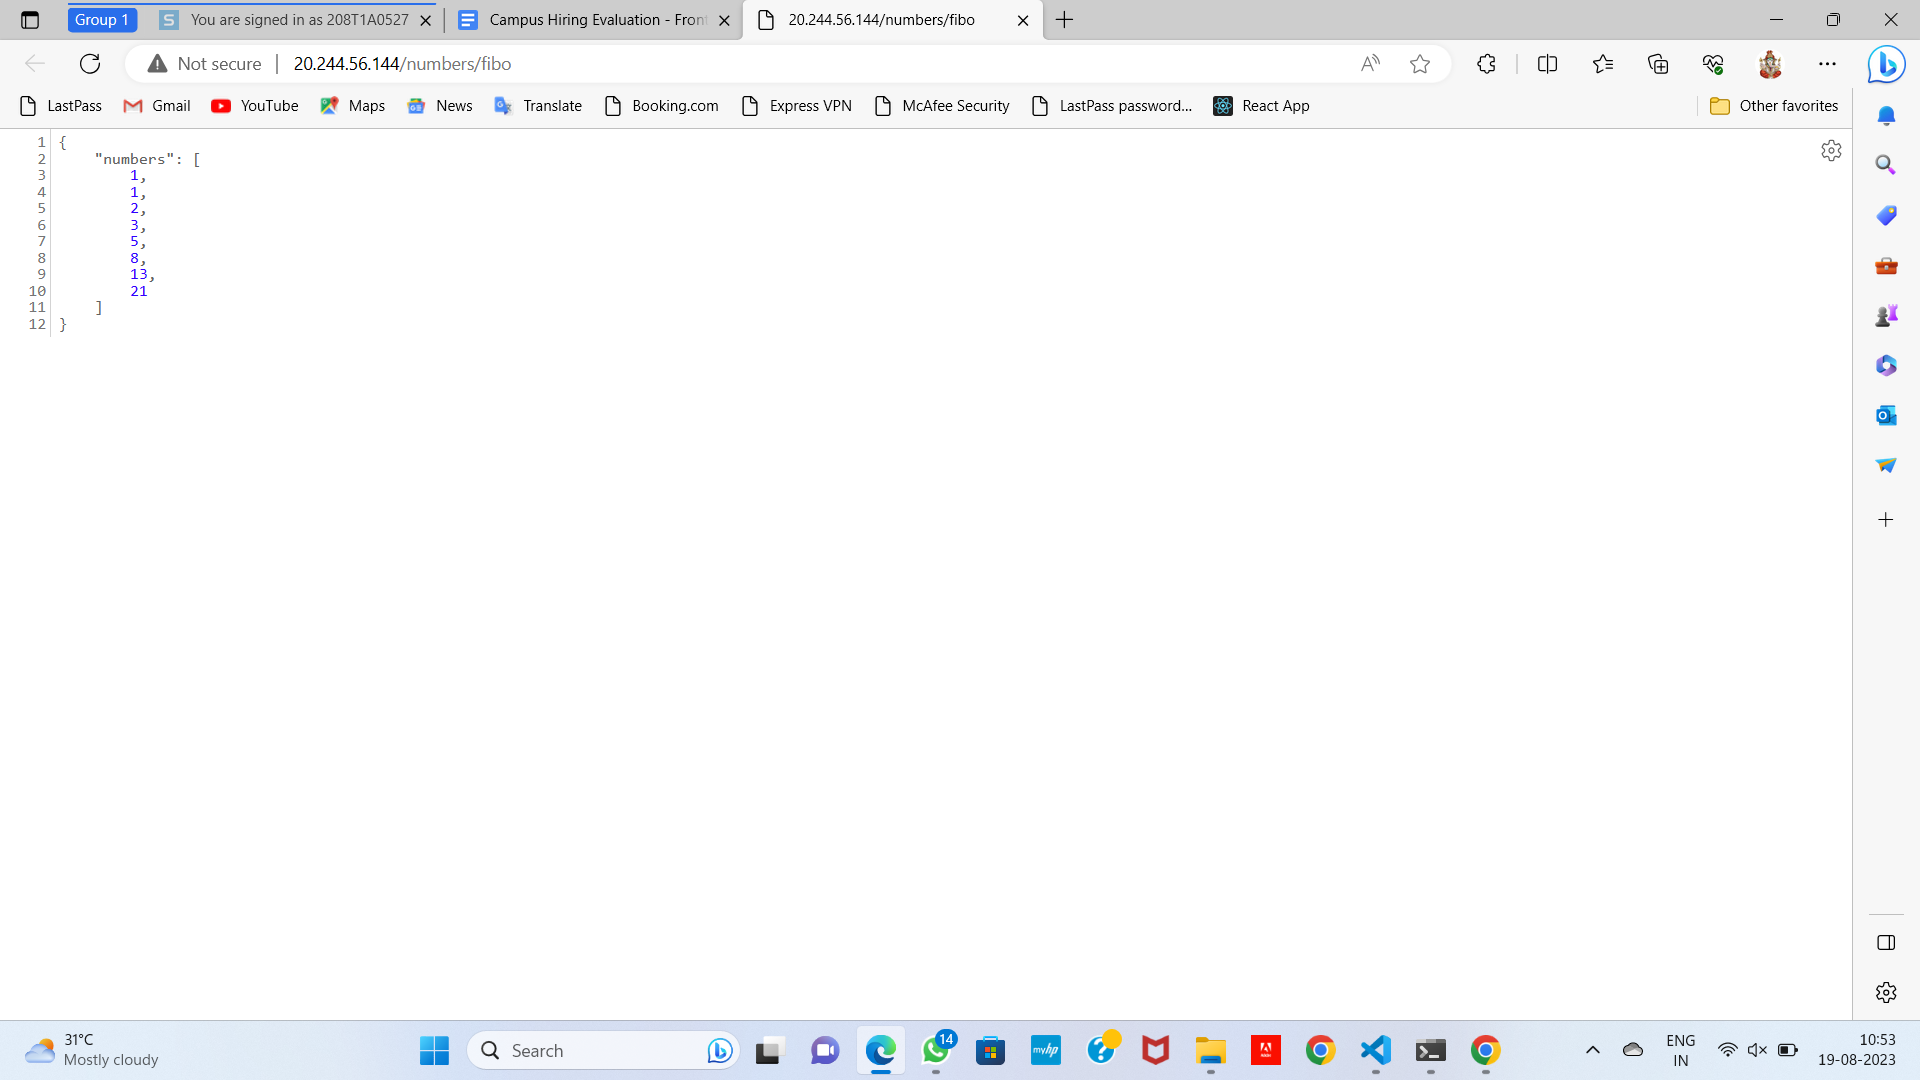 Group 1
You are signed in as 208T1A0527
Campus Hiring Evaluation - Front
20.244.56.144/numbers/fibo
Not secure
20.244.56.144/numbers/fibo
LastPass
Gmail
YouTube
Maps
News
Translate
Booking.com
Express VPN
McAfee Security
LastPass password...
React App
Other favorites
1 {
2 "numbers": [
3 1,
4 1,
5 2,
6 3,
7 5,
8 8,
9 13,
10 21
11 ]
12 }
31°C
Mostly cloudy
Search
14
myhp
ENG
IN
10:53
19-08-2023